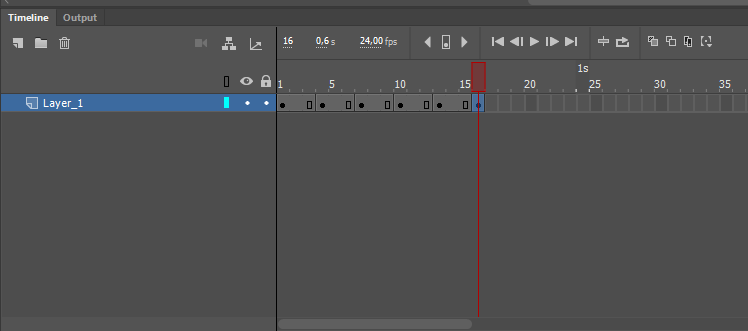 Timeline Output
16 0,6 s 24,00 fps
1s
1 5 10 15 20 25 30 35
Layer_1